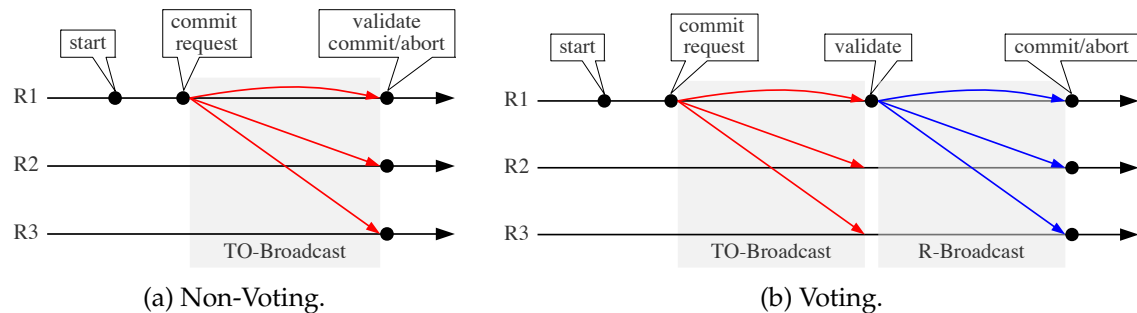 start
commit
request
validate
commit/abort
R1
R2
R3
TO-Broadcast
(a) Non-Voting.
start
commit
request
validate
commit/abort
R1
R2
R3
TO-Broadcast
R-Broadcast
(b) Voting.